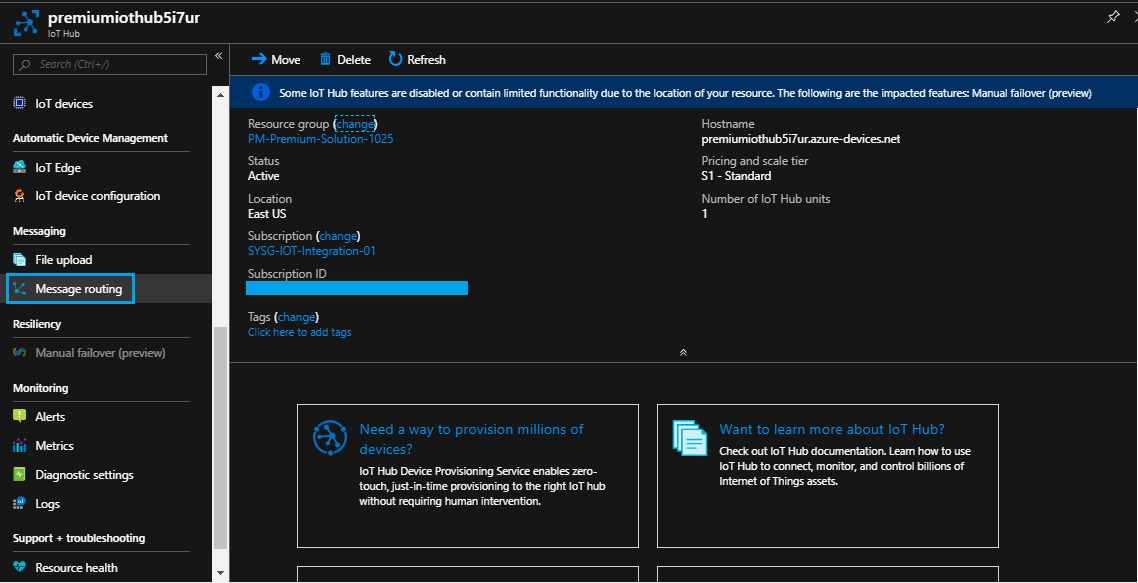 premiumiothub5i7ur
IoT Hub
Search (Ctrl+/)
«
IoT devices
Automatic Device Management
IoT Edge
IoT device configuration
Messaging
File upload
Message routing
Resiliency
Manual failover (preview)
Monitoring
Alerts
Metrics
Diagnostic settings
Logs
Support + troubleshooting
Resource health
Move Delete Refresh
Some IoT Hub features are disabled or contain limited functionality due to the location of your resource. The following are the impacted features: Manual failover (preview)
Resource group (change)
PM-Premium-Solution-1025
Status
Active
Location
East US
Subscription (change)
SYSG-IOT-Integration-01
Subscription ID
Tags (change)
Click here to add tags
Hostname
premiumiothub5i7ur.azure-devices.net
Pricing and scale tier
S1 - Standard
Number of IoT Hub units
1
Need a way to provision millions of
devices?
IoT Hub Device Provisioning Service enables zero-
touch, just-in-time provisioning to the right IoT hub
without requiring human intervention.
Want to learn more about IoT Hub?
Check out IoT Hub documentation. Learn how to use
IoT Hub to connect, monitor, and control billions of
Internet of Things assets.